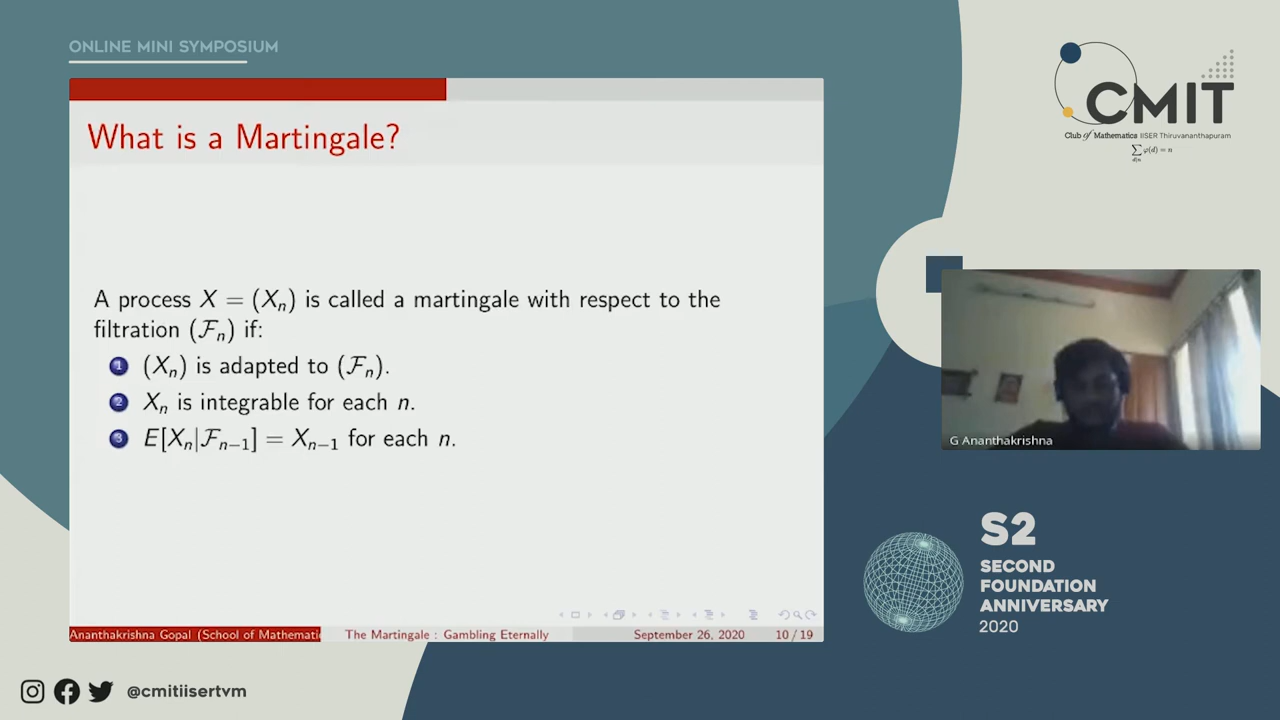 ONLINE MINI SYMPOSIUM
What is a Martingale?
A process X = (Xₙ) is called a martingale with respect to the
filtration (ℱₙ) if:
1 (Xₙ) is adapted to (ℱₙ).
2 Xₙ is integrable for each n.
3 E[Xₙ|ℱₙ₋₁] = Xₙ₋₁ for each n.
Ananthakrishna Gopal (School of Mathemati
The Martingale : Gambling Eternally
September 26, 2020
10 / 19
CMIT
Club of Mathematics IISER Thiruvananthapuram
∑ φ(d) = n
d|n
G Ananthakrishna
S2
SECOND
FOUNDATION
ANNIVERSARY
2020
@cmitiisertvm